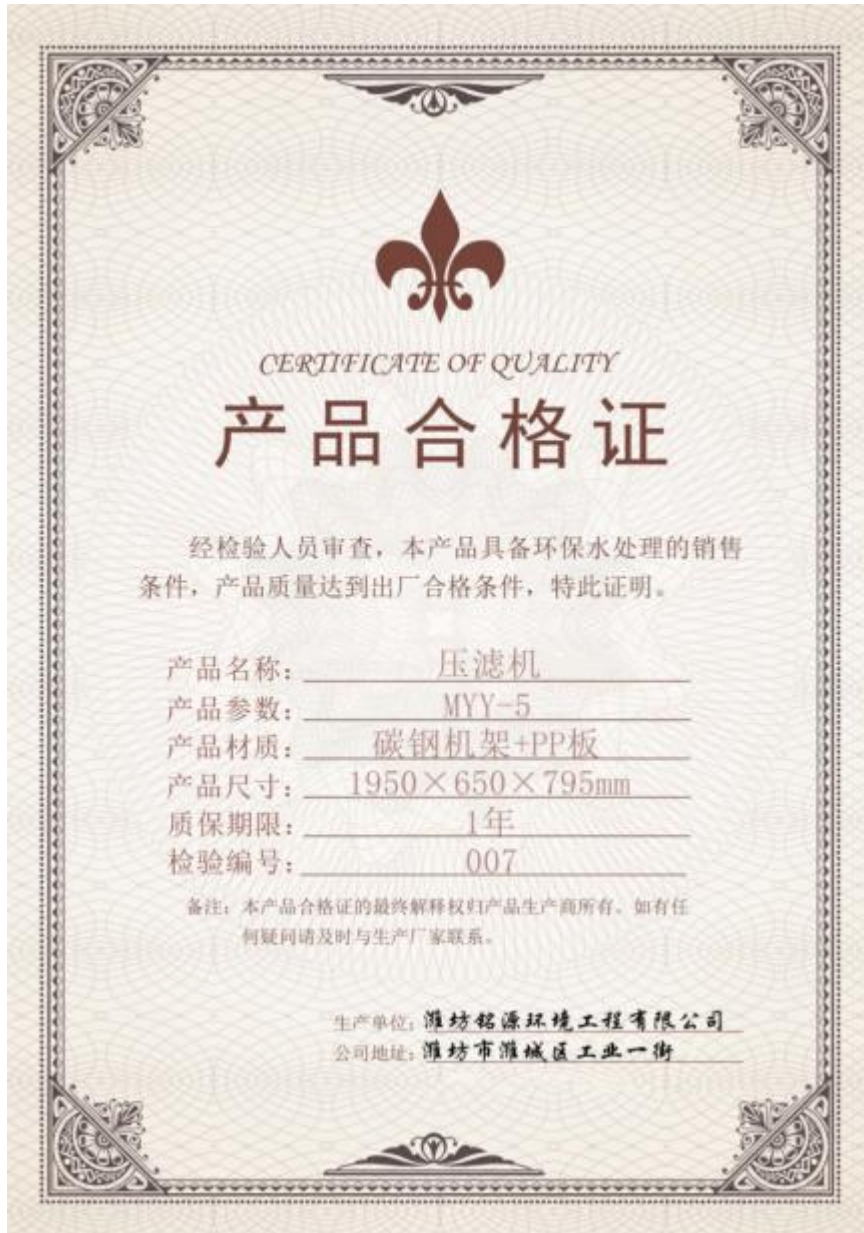 CERTIFICATE OF QUALITY
产品合格证
经检验人员审查，本产品具备环保水处理的销售
条件，产品质量达到出厂合格条件，特此证明。
产品名称：压滤机
产品参数：MYY-5
产品材质：碳钢机架+PP板
产品尺寸：1950×650×795mm
质保期限：1年
检验编号：007
备注：本产品合格证的最终解释权归产品生产商所有。如有任
何疑问请及时与生产厂家联系。
生产单位：潍坊铭源环境工程有限公司
公司地址：潍坊市潍城区工业一街